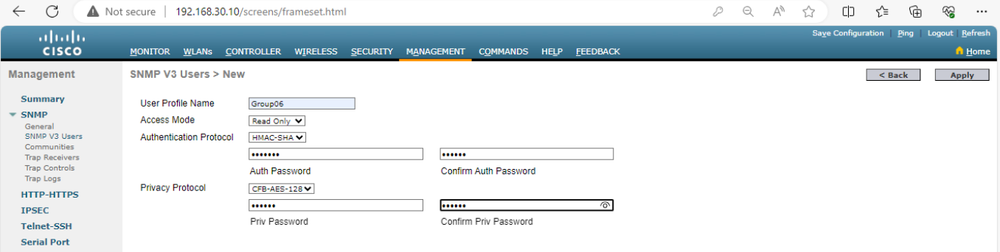 Not secure | 192.168.30.10/screens/frameset.html
Save Configuration | Ping | Logout | Refresh
CISCO
MONITOR WLANs CONTROLLER WIRELESS SECURITY MANAGEMENT COMMANDS HELP FEEDBACK
Home
Management
Summary
SNMP
General
SNMP V3 Users
Communities
Trap Receivers
Trap Controls
Trap Logs
HTTP-HTTPS
IPSEC
Telnet-SSH
Serial Port
SNMP V3 Users > New
< Back Apply
User Profile Name Group06
Access Mode Read Only
Authentication Protocol HMAC-SHA
••••••• ••••••
Auth Password Confirm Auth Password
Privacy Protocol CFB-AES-128
•••••• ••••••
Priv Password Confirm Priv Password